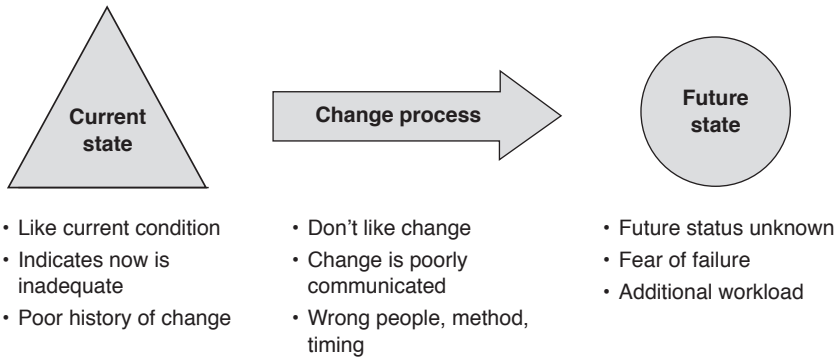 Current
state
Change process
Future
state
• Like current condition
• Indicates now is
inadequate
• Poor history of change
• Don’t like change
• Change is poorly
communicated
• Wrong people, method,
timing
• Future status unknown
• Fear of failure
• Additional workload